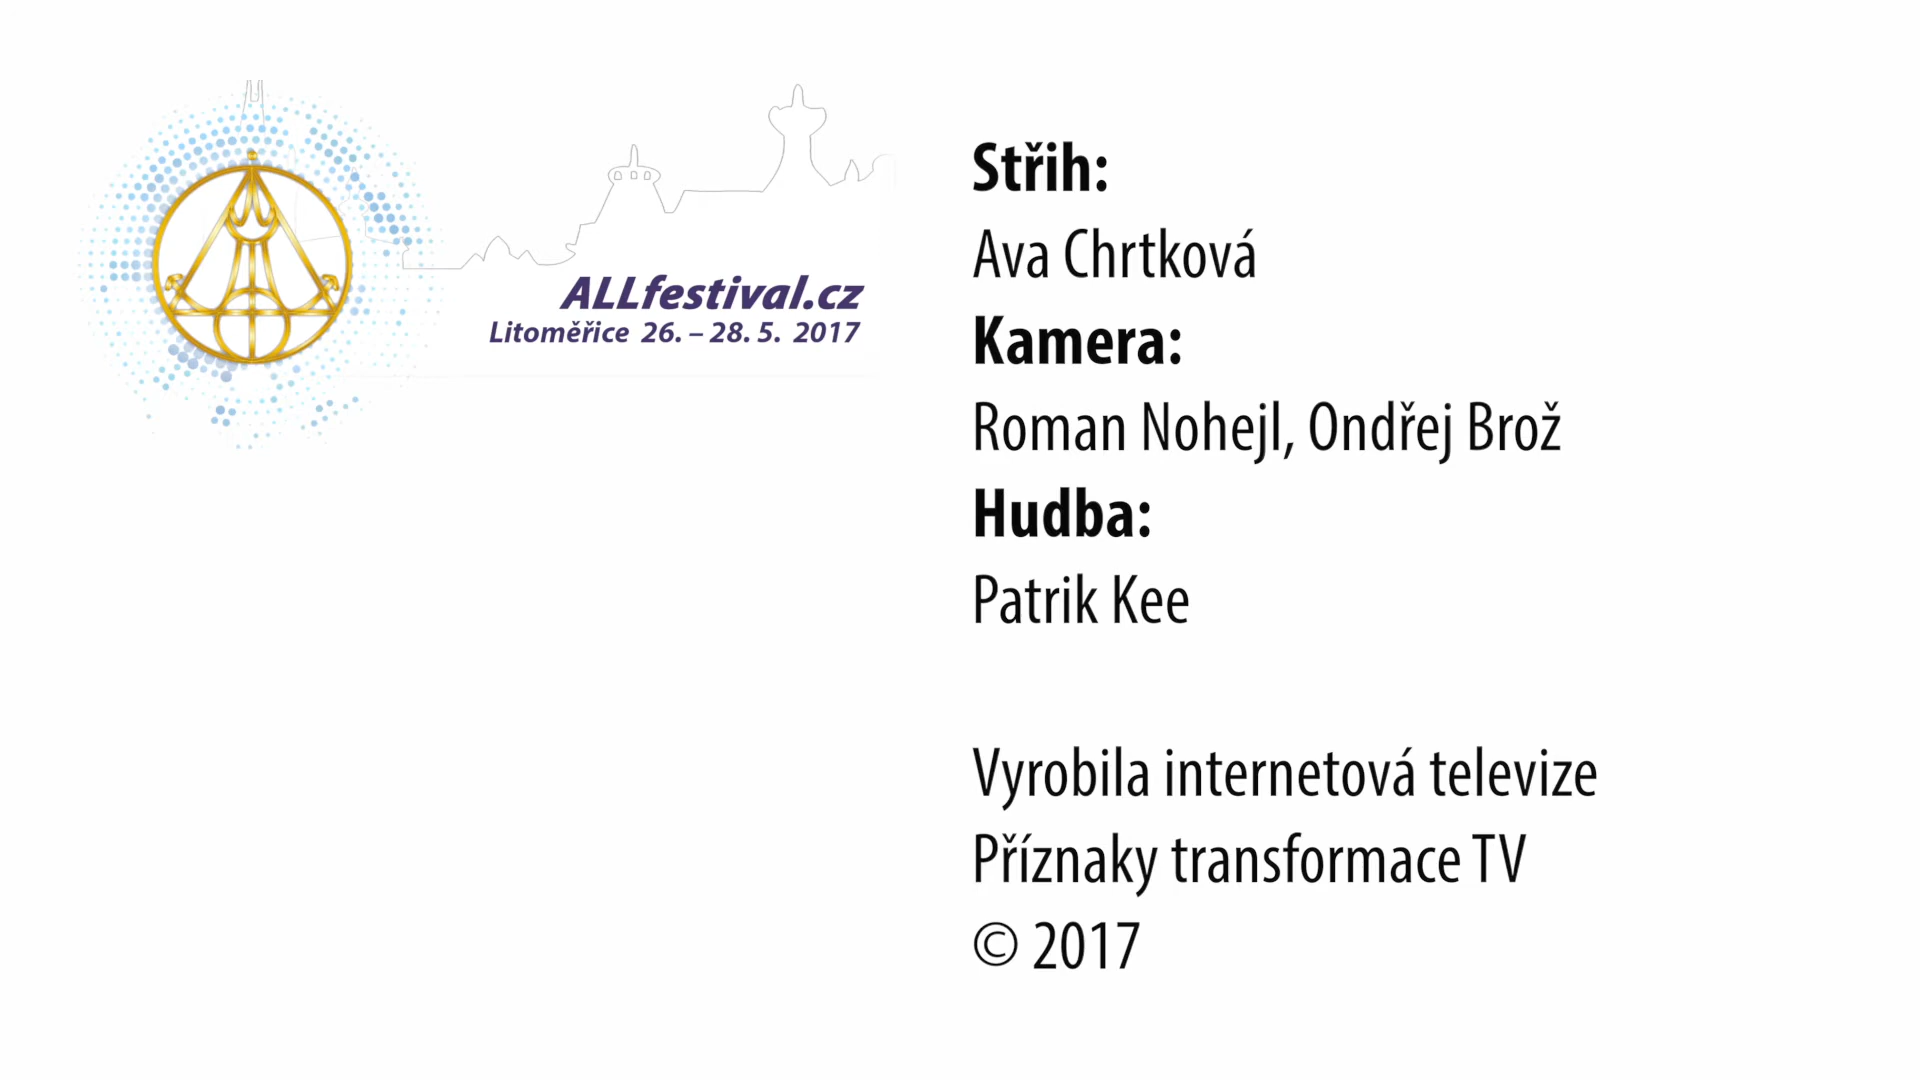 ALLfestival.cz
Litoměřice 26. – 28. 5. 2017
Střih:
Ava Chrtková
Kamera:
Roman Nohejl, Ondřej Brož
Hudba:
Patrik Kee
Vyrobila internetová televize
Příznaky transformace TV
© 2017